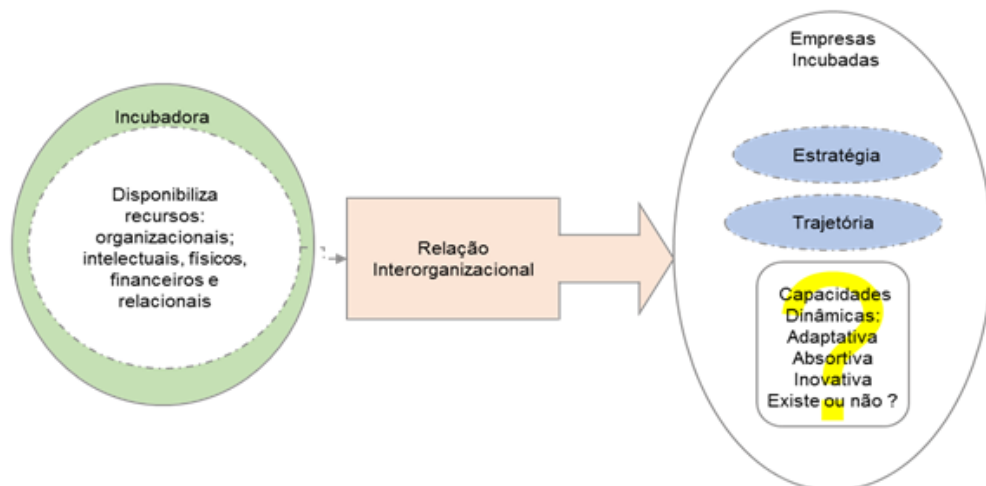 Incubadora
Disponibiliza
recursos:
organizacionais;
intelectuais, físicos,
financeiros e
relacionais
Relação
Interorganizacional
Empresas
Incubadas
Estratégia
Trajetória
?
Capacidades
Dinâmicas:
Adaptativa
Absortiva
Inovativa
Existe ou não ?